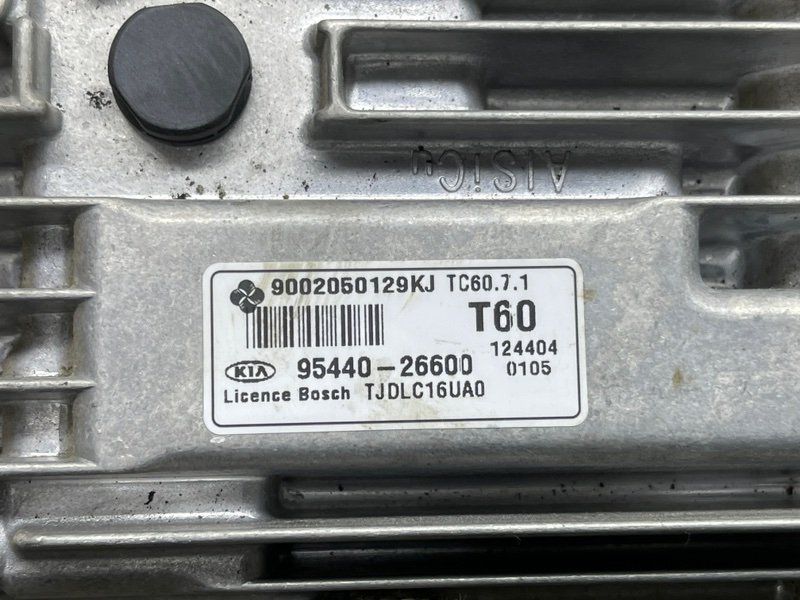 AlSiCu
9002050129KJ TC60.7.1
T60
124404
KIA 95440-26600 0105
Licence Bosch TJDLC16UA0